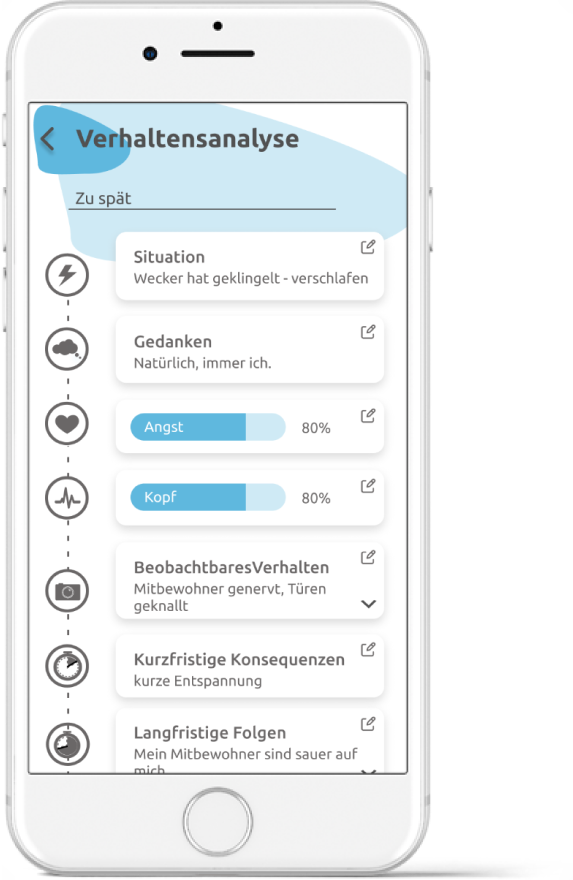 Verhaltensanalyse
Zu spät
Situation
Wecker hat geklingelt - verschlafen
Gedanken
Natürlich, immer ich.
Angst 80%
Kopf 80%
BeobachtbaresVerhalten
Mitbewohner genervt, Türen
geknallt
Kurzfristige Konsequenzen
kurze Entspannung
Langfristige Folgen
Mein Mitbewohner sind sauer auf
mich